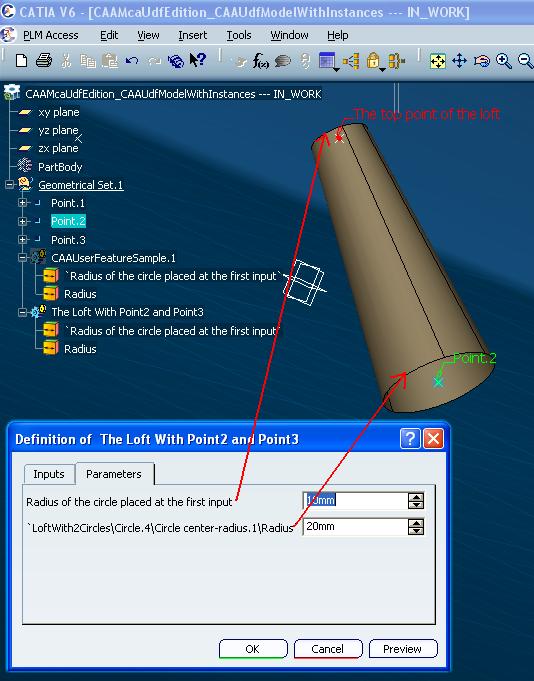 CATIA V6 - [CAAMcaUdfEdition_CAAUdfModelWithInstances --- IN_WORK]
PLM Access Edit View Insert Tools Window Help
f(x)
CAAMcaUdfEdition_CAAUdfModelWithInstances --- IN_WORK
xy plane
yz plane
zx plane
PartBody
Geometrical Set.1
Point.1
Point.2
Point.3
CAAUserFeatureSample.1
`Radius of the circle placed at the first input`
Radius
The Loft With Point2 and Point3
`Radius of the circle placed at the first input`
Radius
The top point of the loft
Point.2
Definition of The Loft With Point2 and Point3
Inputs Parameters
Radius of the circle placed at the first input 10mm
`LoftWith2Circles\Circle.4\Circle center-radius.1\Radius 20mm
OK Cancel Preview